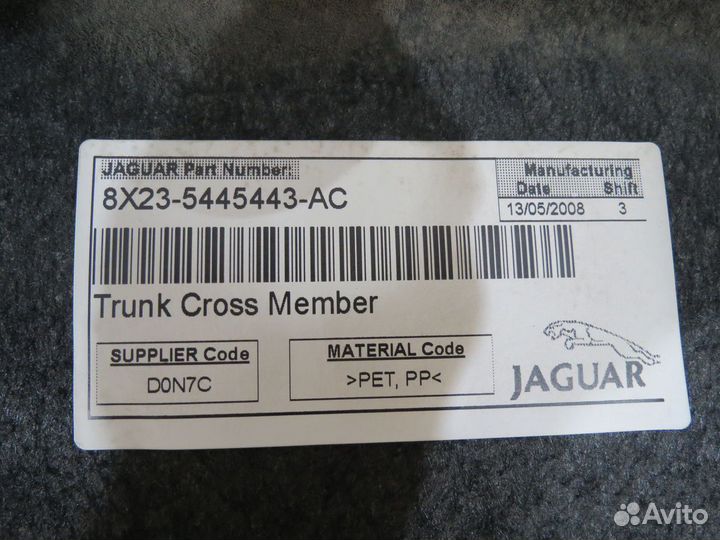 JAGUAR Part Number:
8X23-5445443-AC
Manufacturing
Date Shift
13/05/2008 3
Trunk Cross Member
SUPPLIER Code
D0N7C
MATERIAL Code
>PET, PP<
JAGUAR
Avito